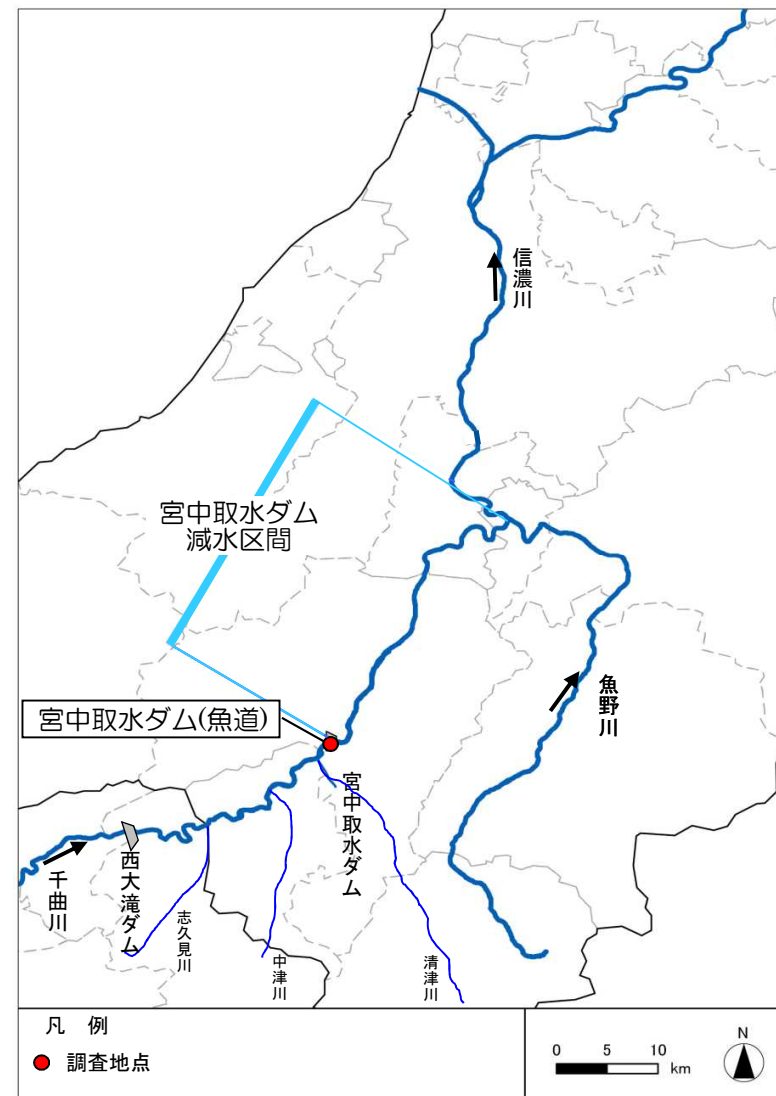 信濃川
宮中取水ダム
減水区間
魚野川
宮中取水ダム(魚道)
宮中取水ダム
西大滝ダム
千曲川
志久見川
中津川
清津川
凡 例
調査地点
0 5 10
km
N